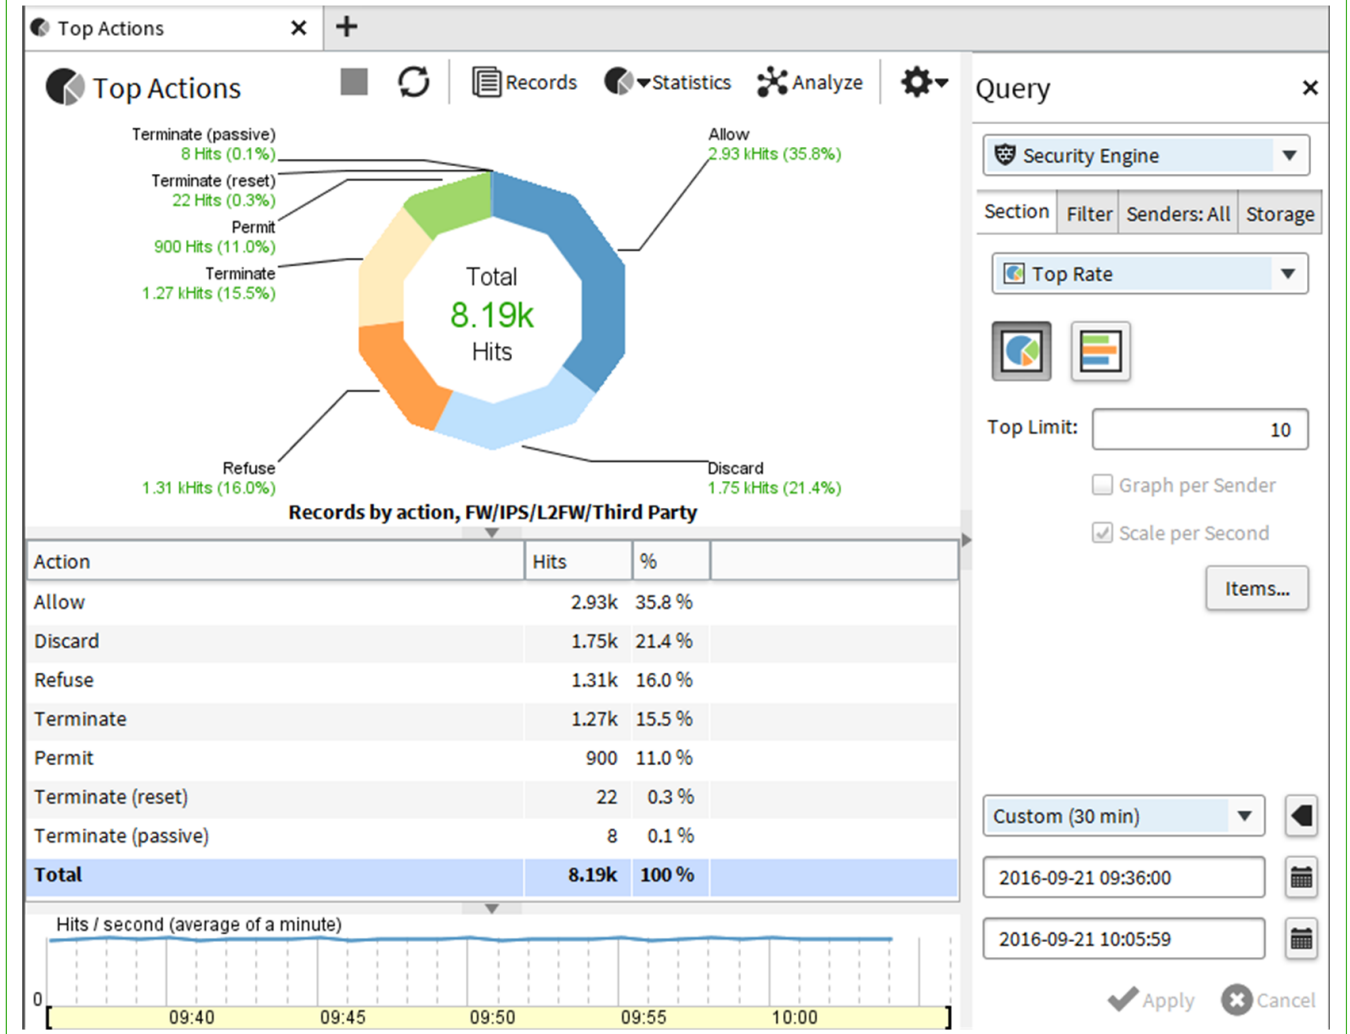 Top Actions
Top Actions
Records
Statistics
Analyze
Terminate (passive)
8 Hits (0.1%)
Terminate (reset)
22 Hits (0.3%)
Permit
900 Hits (11.0%)
Terminate
1.27 kHits (15.5%)
Refuse
1.31 kHits (16.0%)
Allow
2.93 kHits (35.8%)
Discard
1.75 kHits (21.4%)
Total
8.19k
Hits
Records by action, FW/IPS/L2FW/Third Party
Action Hits %
Allow 2.93k 35.8 %
Discard 1.75k 21.4 %
Refuse 1.31k 16.0 %
Terminate 1.27k 15.5 %
Permit 900 11.0 %
Terminate (reset) 22 0.3 %
Terminate (passive) 8 0.1 %
Total 8.19k 100 %
Hits / second (average of a minute)
0
09:40 09:45 09:50 09:55 10:00
Query
Security Engine
Section Filter Senders: All Storage
Top Rate
Top Limit: 10
Graph per Sender
Scale per Second
Items...
Custom (30 min)
2016-09-21 09:36:00
2016-09-21 10:05:59
Apply Cancel